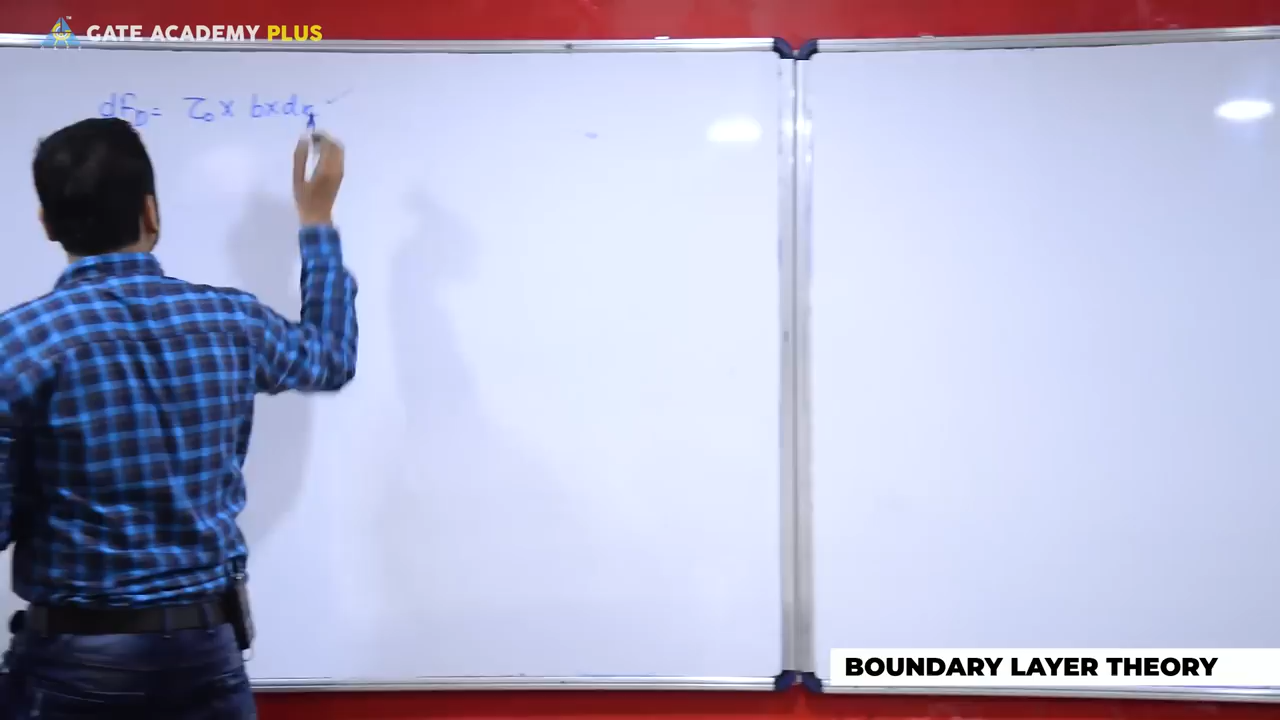 GATE ACADEMY PLUS
dF_D = τ₀ × b×dx
BOUNDARY LAYER THEORY